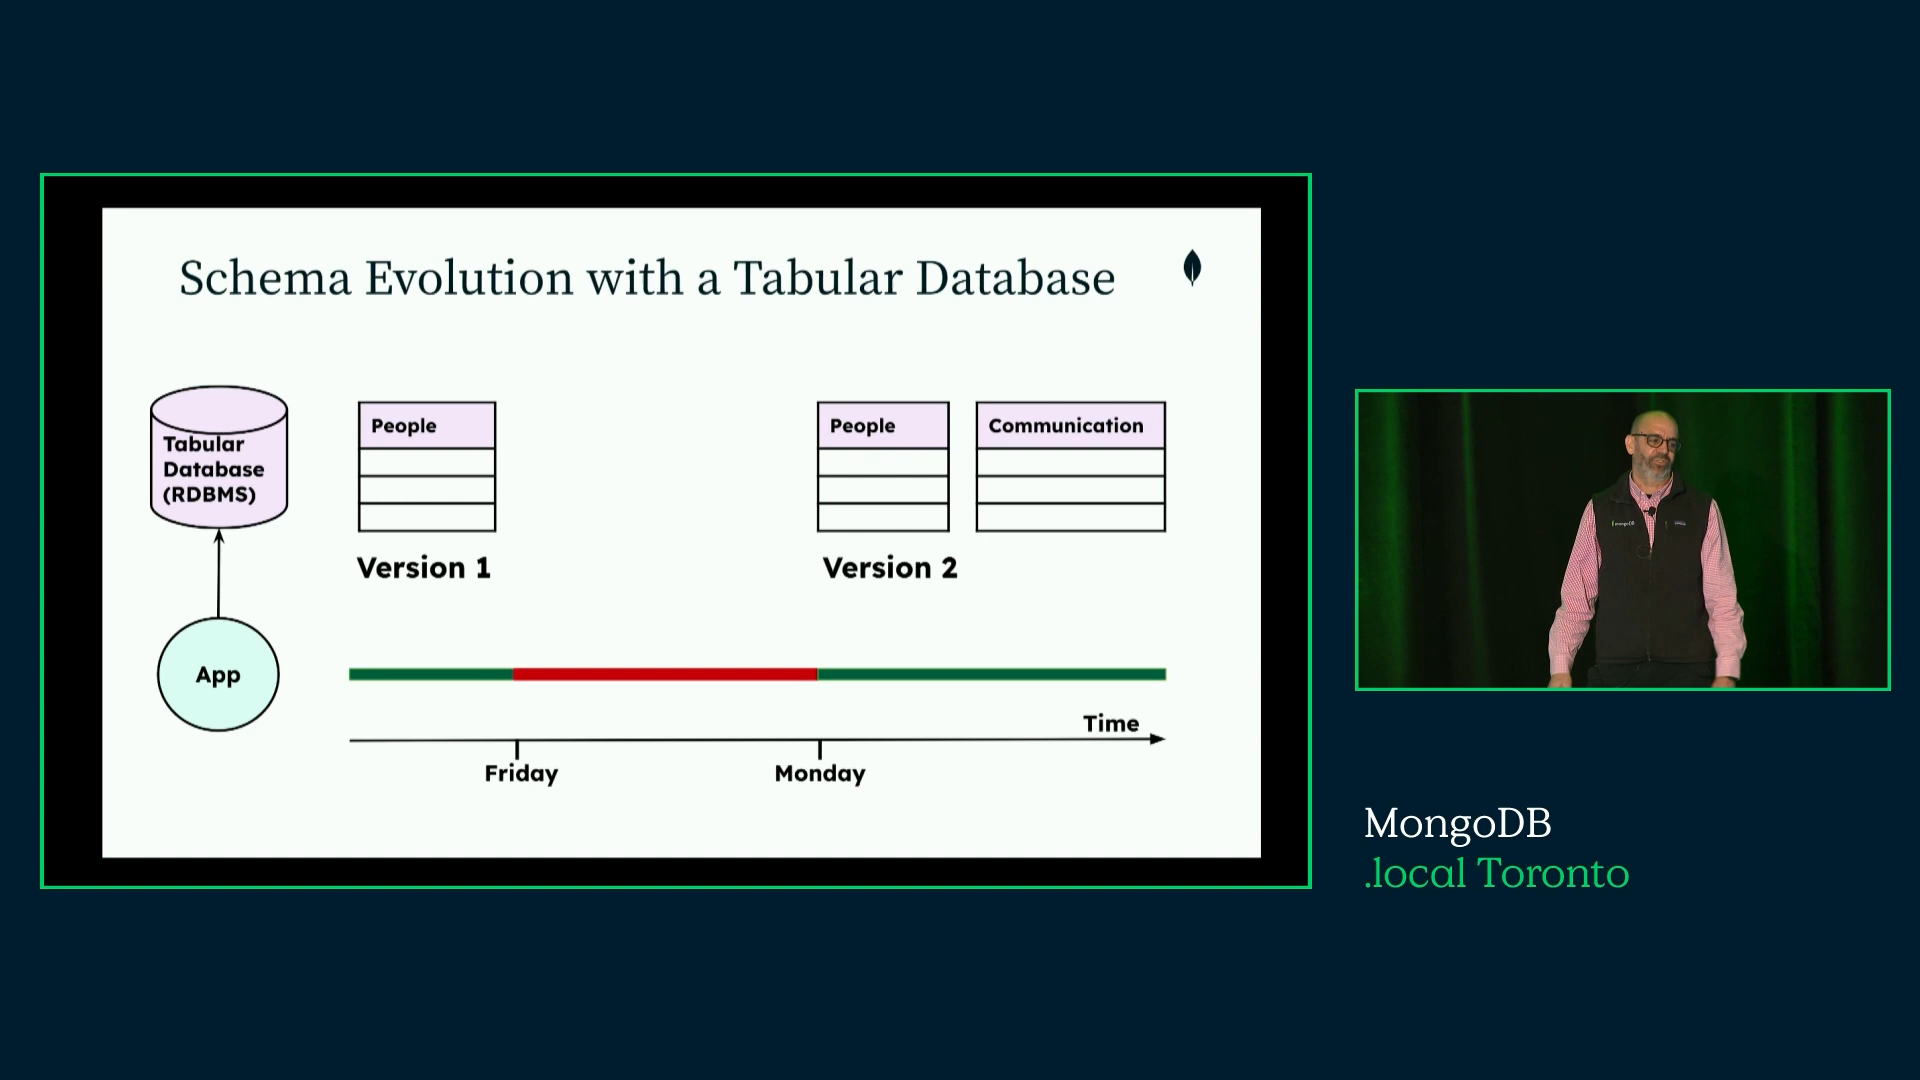 Schema Evolution with a Tabular Database
Tabular
Database
(RDBMS)
People
People
Communication
Version 1
Version 2
App
Time
Friday
Monday
mongoDB
MongoDB
.local Toronto